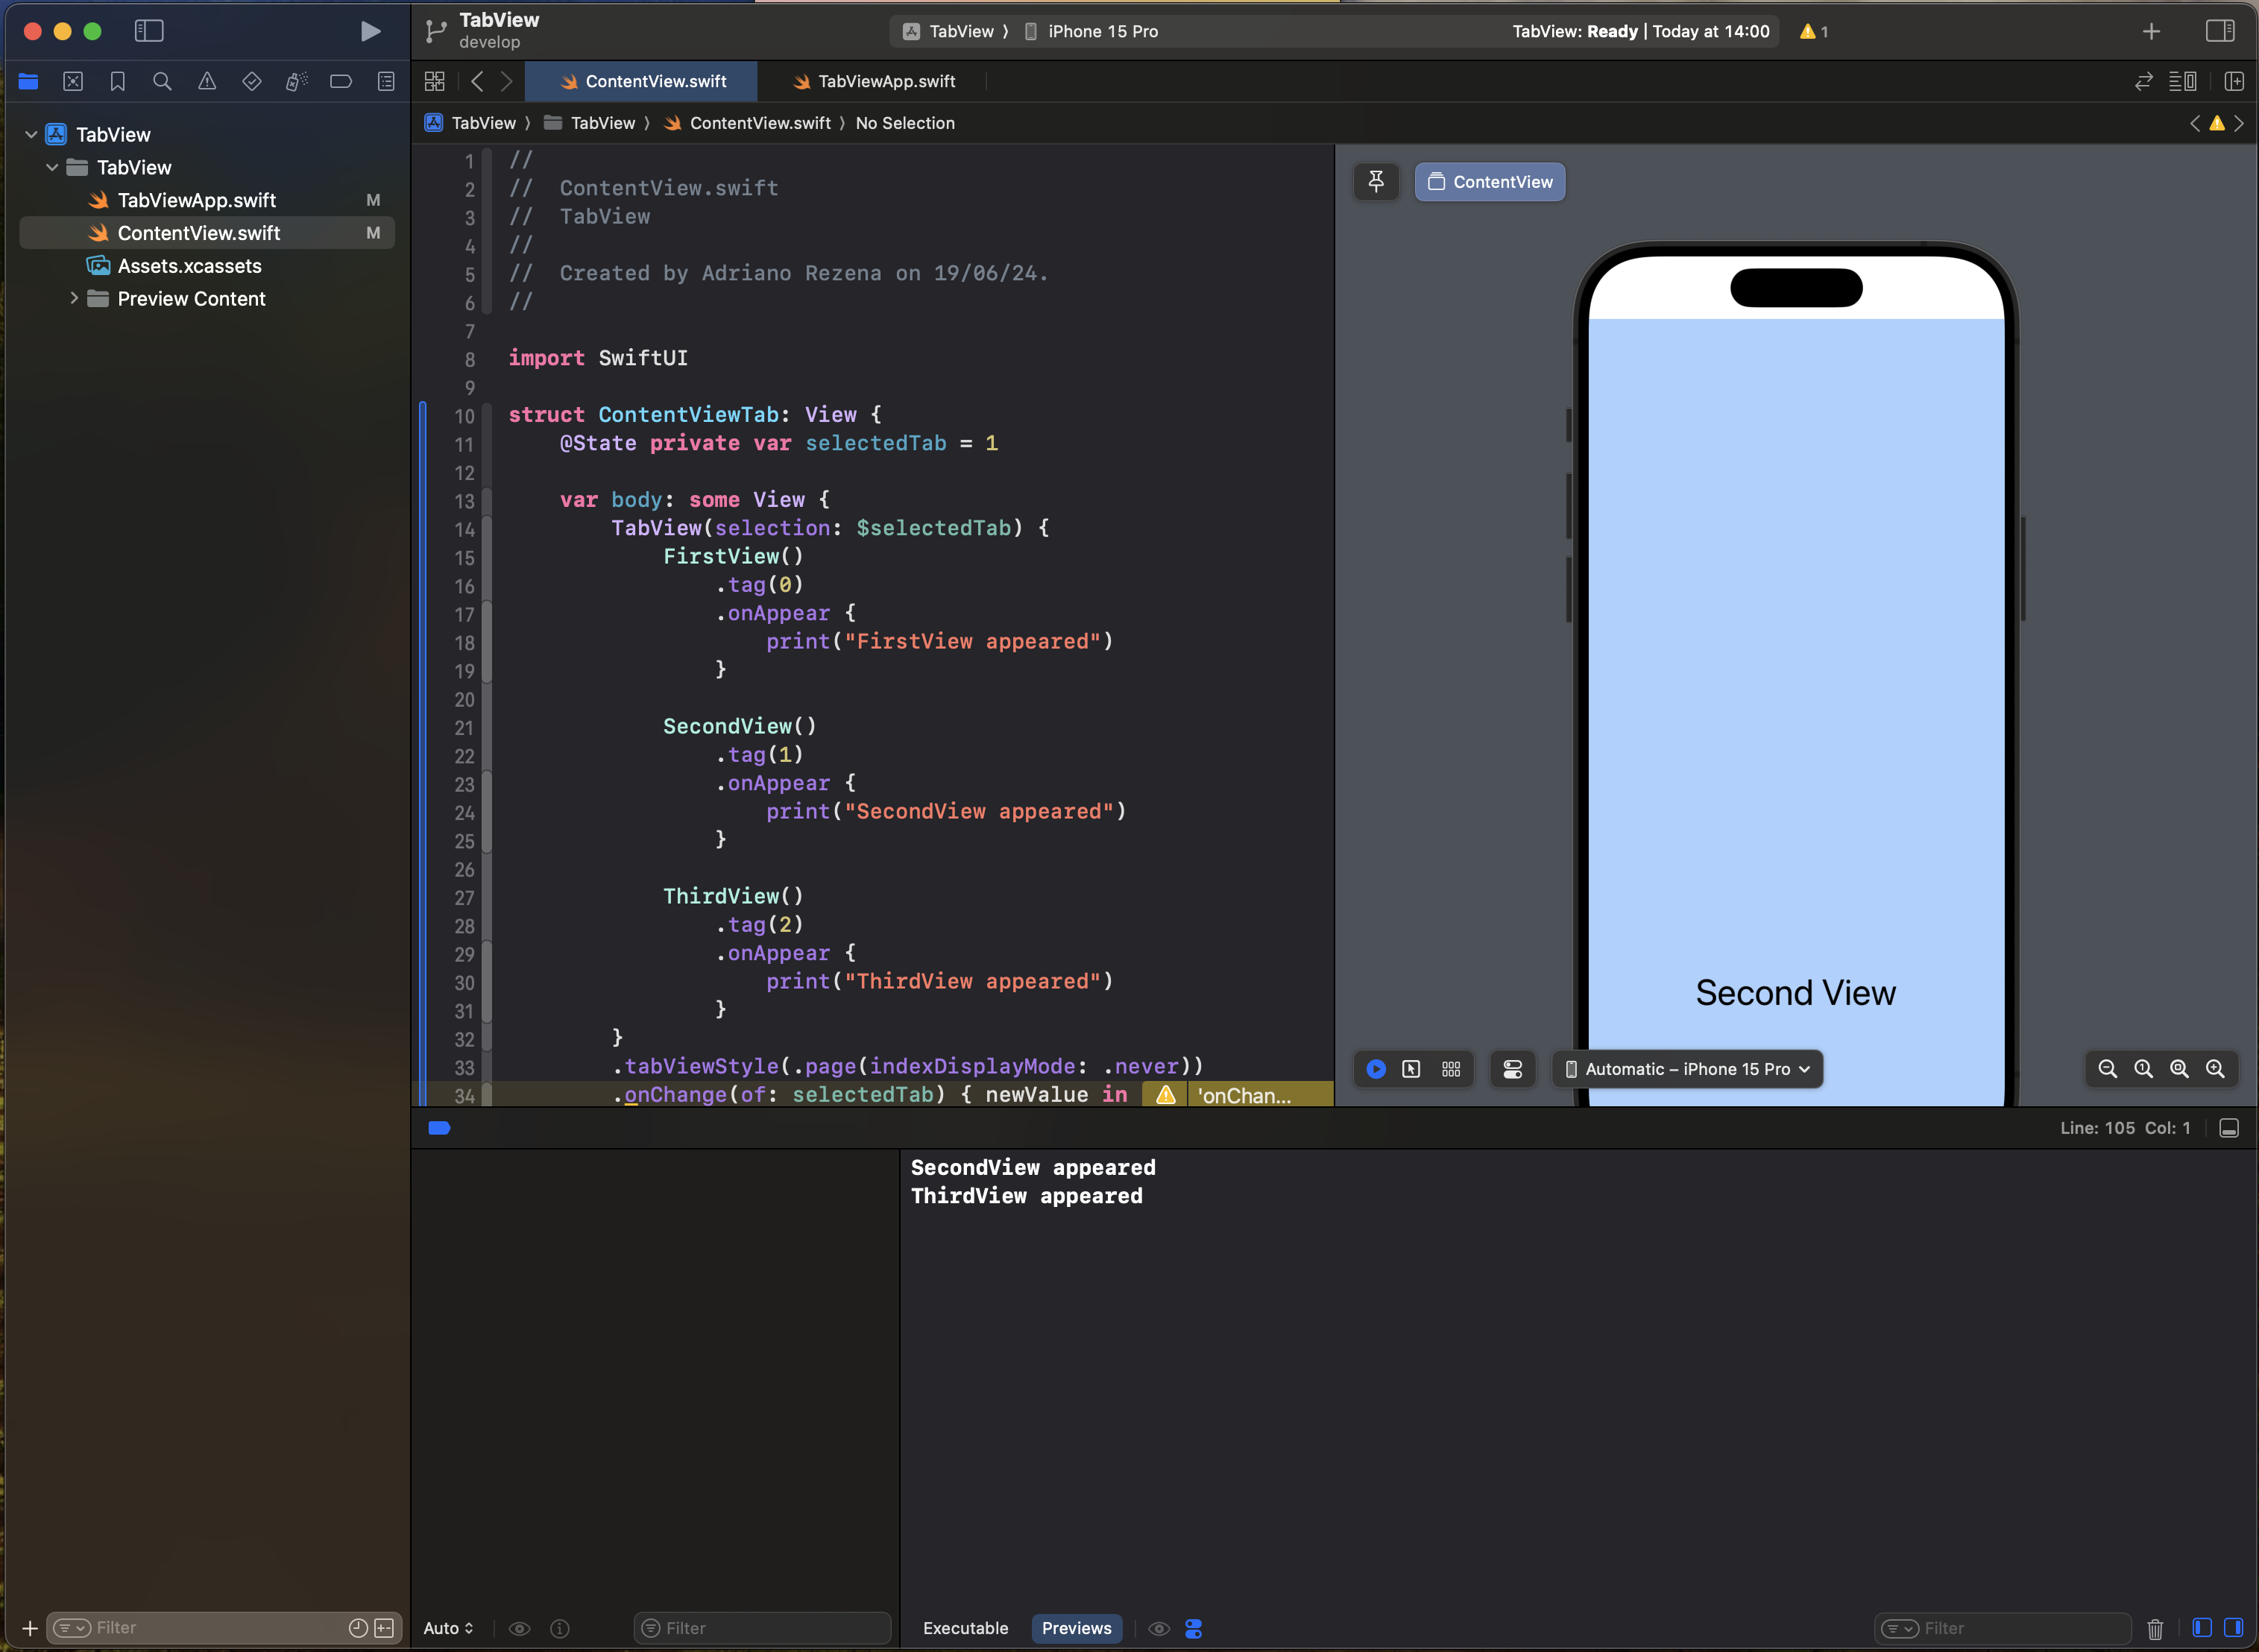 TabView
develop
TabView 〉 iPhone 15 Pro
TabView: Ready | Today at 14:00
1
ContentView.swift
TabViewApp.swift
TabView 〉 TabView 〉 ContentView.swift 〉 No Selection
TabView
TabView
TabViewApp.swift M
ContentView.swift M
Assets.xcassets
Preview Content
1 //
2 //  ContentView.swift
3 //  TabView
4 //
5 //  Created by Adriano Rezena on 19/06/24.
6 //
7
8 import SwiftUI
9
10 struct ContentViewTab: View {
11     @State private var selectedTab = 1
12
13     var body: some View {
14         TabView(selection: $selectedTab) {
15             FirstView()
16                 .tag(0)
17                 .onAppear {
18                     print("FirstView appeared")
19                 }
20
21             SecondView()
22                 .tag(1)
23                 .onAppear {
24                     print("SecondView appeared")
25                 }
26
27             ThirdView()
28                 .tag(2)
29                 .onAppear {
30                     print("ThirdView appeared")
31                 }
32         }
33         .tabViewStyle(.page(indexDisplayMode: .never))
34         .onChange(of: selectedTab) { newValue in 'onChan...
ContentView
Second View
Automatic – iPhone 15 Pro
Line: 105 Col: 1
SecondView appeared
ThirdView appeared
Filter
Auto
Filter
Executable
Previews
Filter